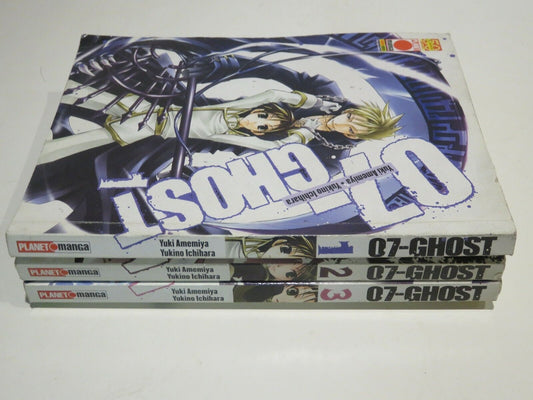 07-
GHOST
Yuki Amemiya • Yukino Ichihara
PLANET manga
Yuki Amemiya
Yukino Ichihara
1
07-GHOST
PLANET manga
Yuki Amemiya
Yukino Ichihara
2
07-GHOST
PLANET manga
Yuki Amemiya
Yukino Ichihara
3
07-GHOST